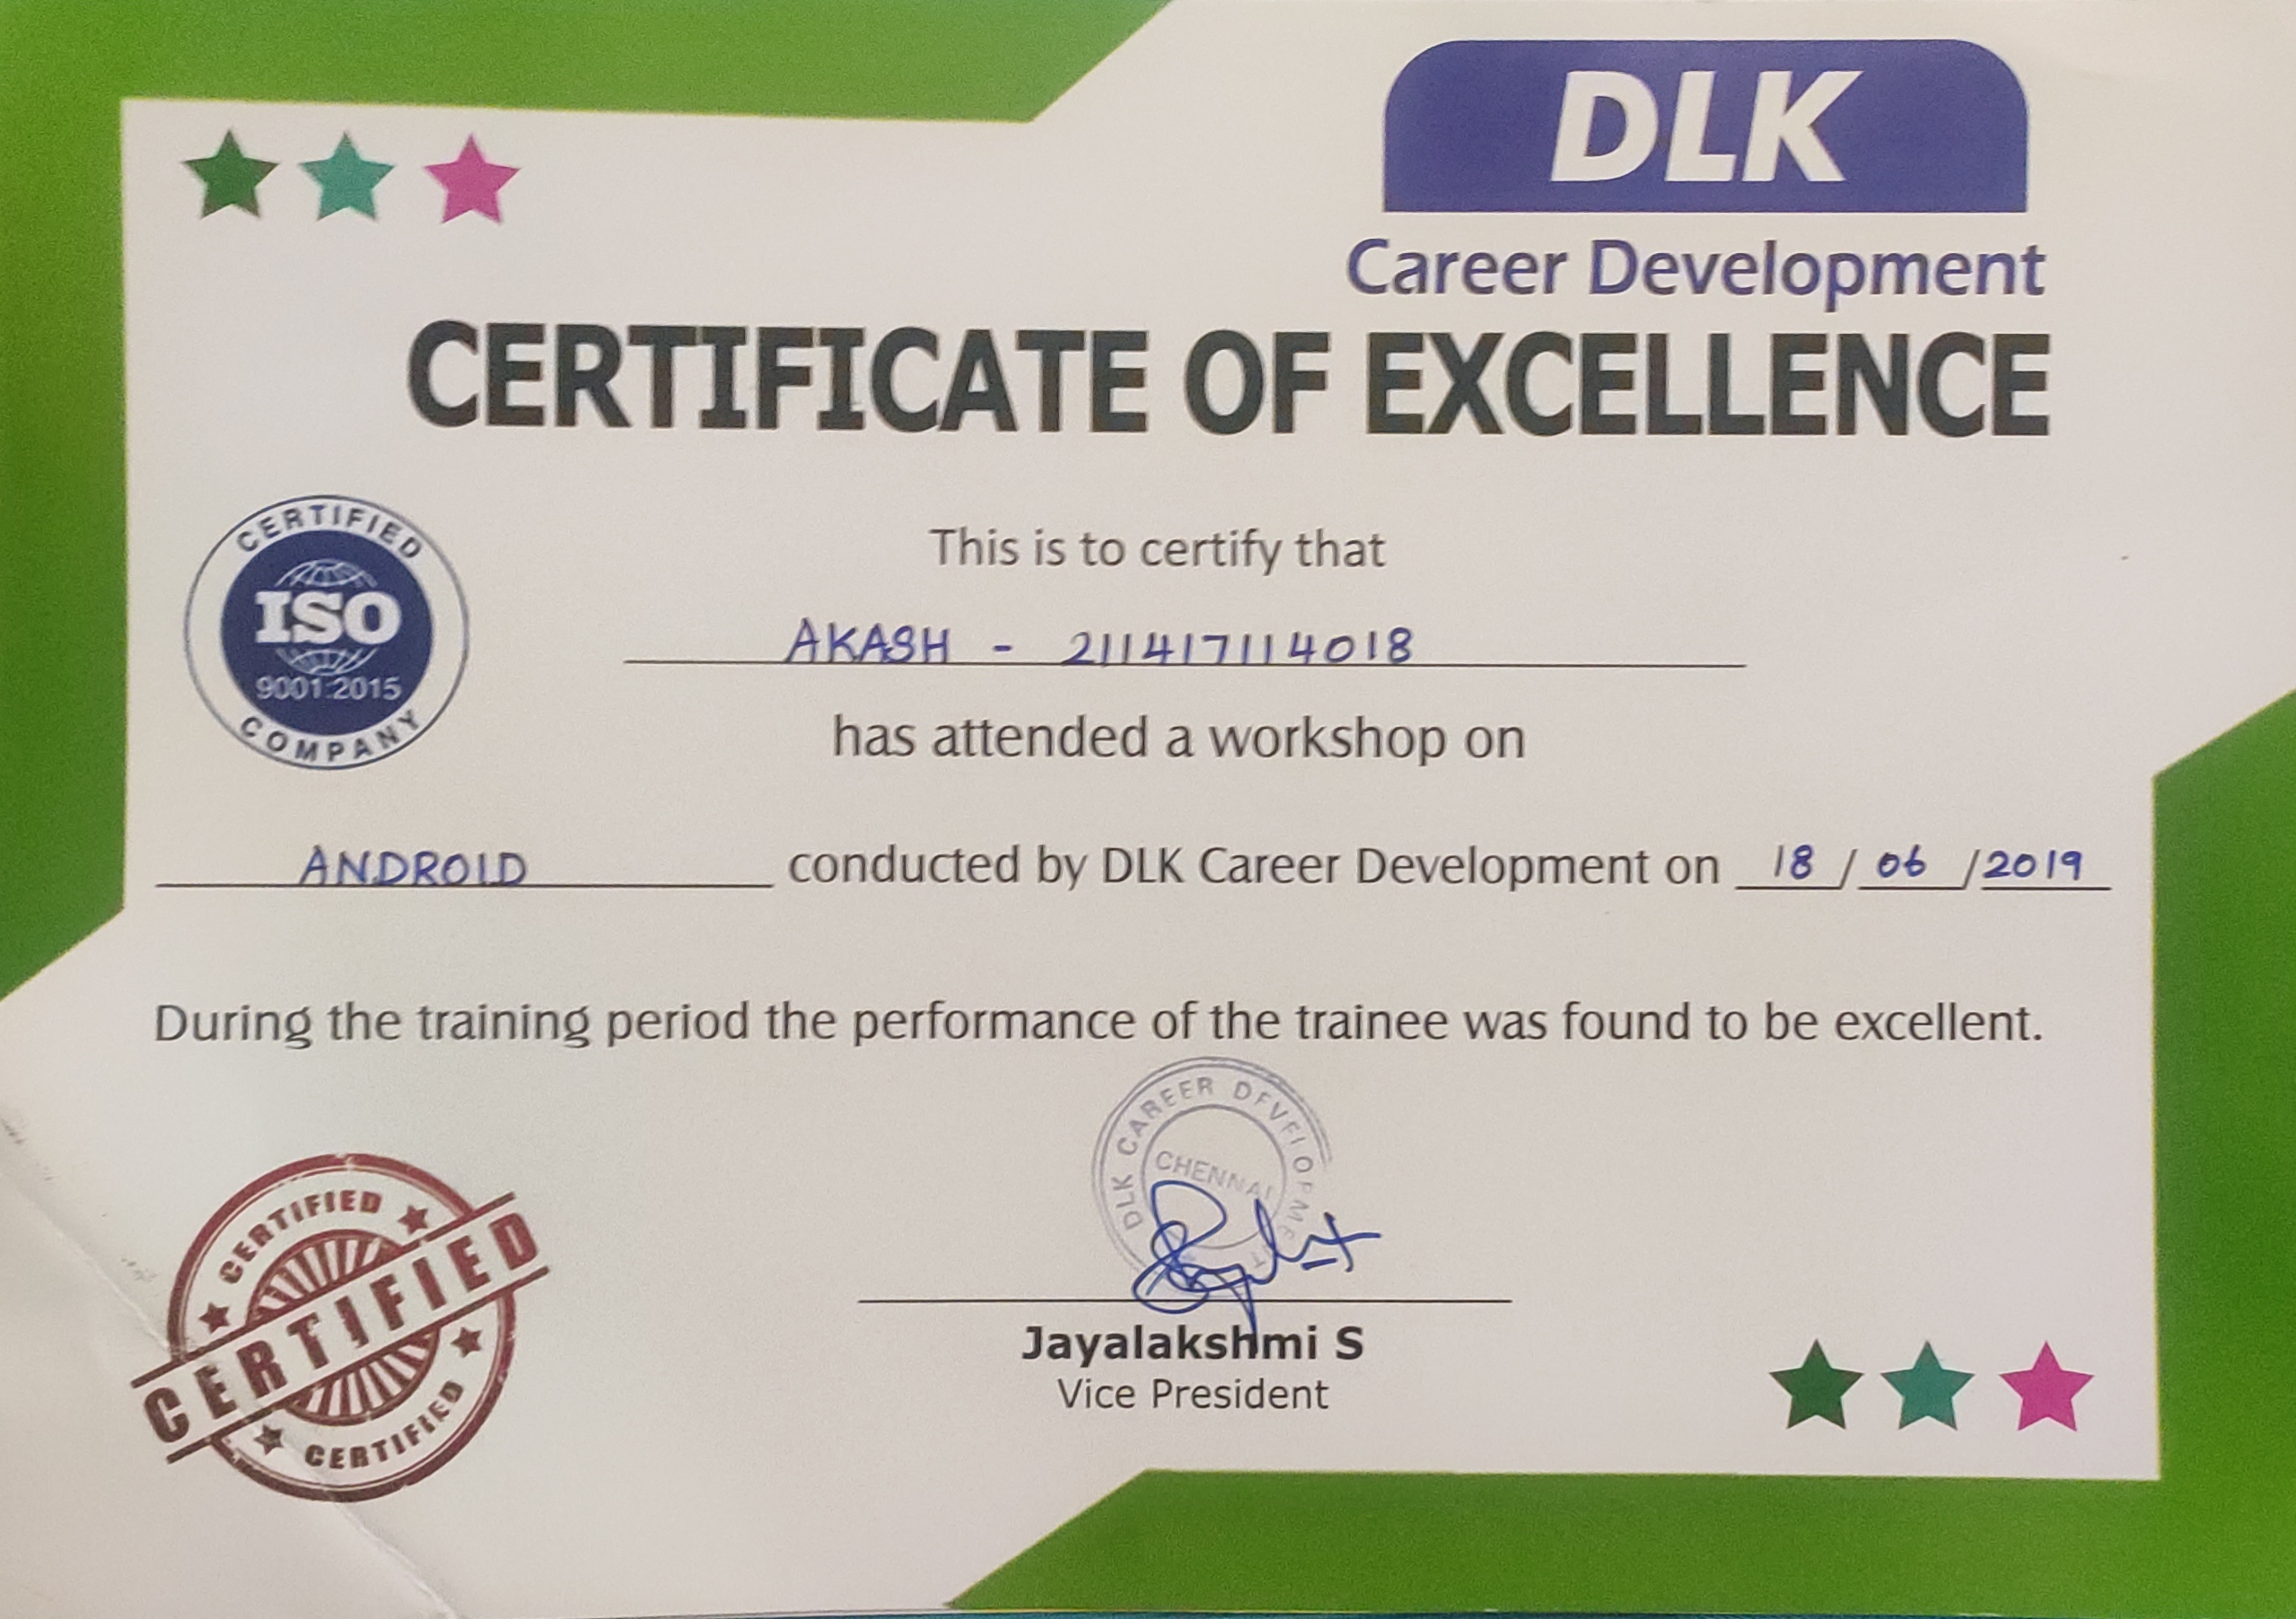 DLK
Career Development
CERTIFICATE OF EXCELLENCE
CERTIFIED
ISO
9001:2015
COMPANY
This is to certify that
AKASH - 211417114018
has attended a workshop on
ANDROID conducted by DLK Career Development on 18 / 06 / 2019
During the training period the performance of the trainee was found to be excellent.
DLK CAREER DEVELOPMENT
CHENNAI
CERTIFIED
CERTIFIED
CERTIFIED
Jayalakshmi S
Vice President